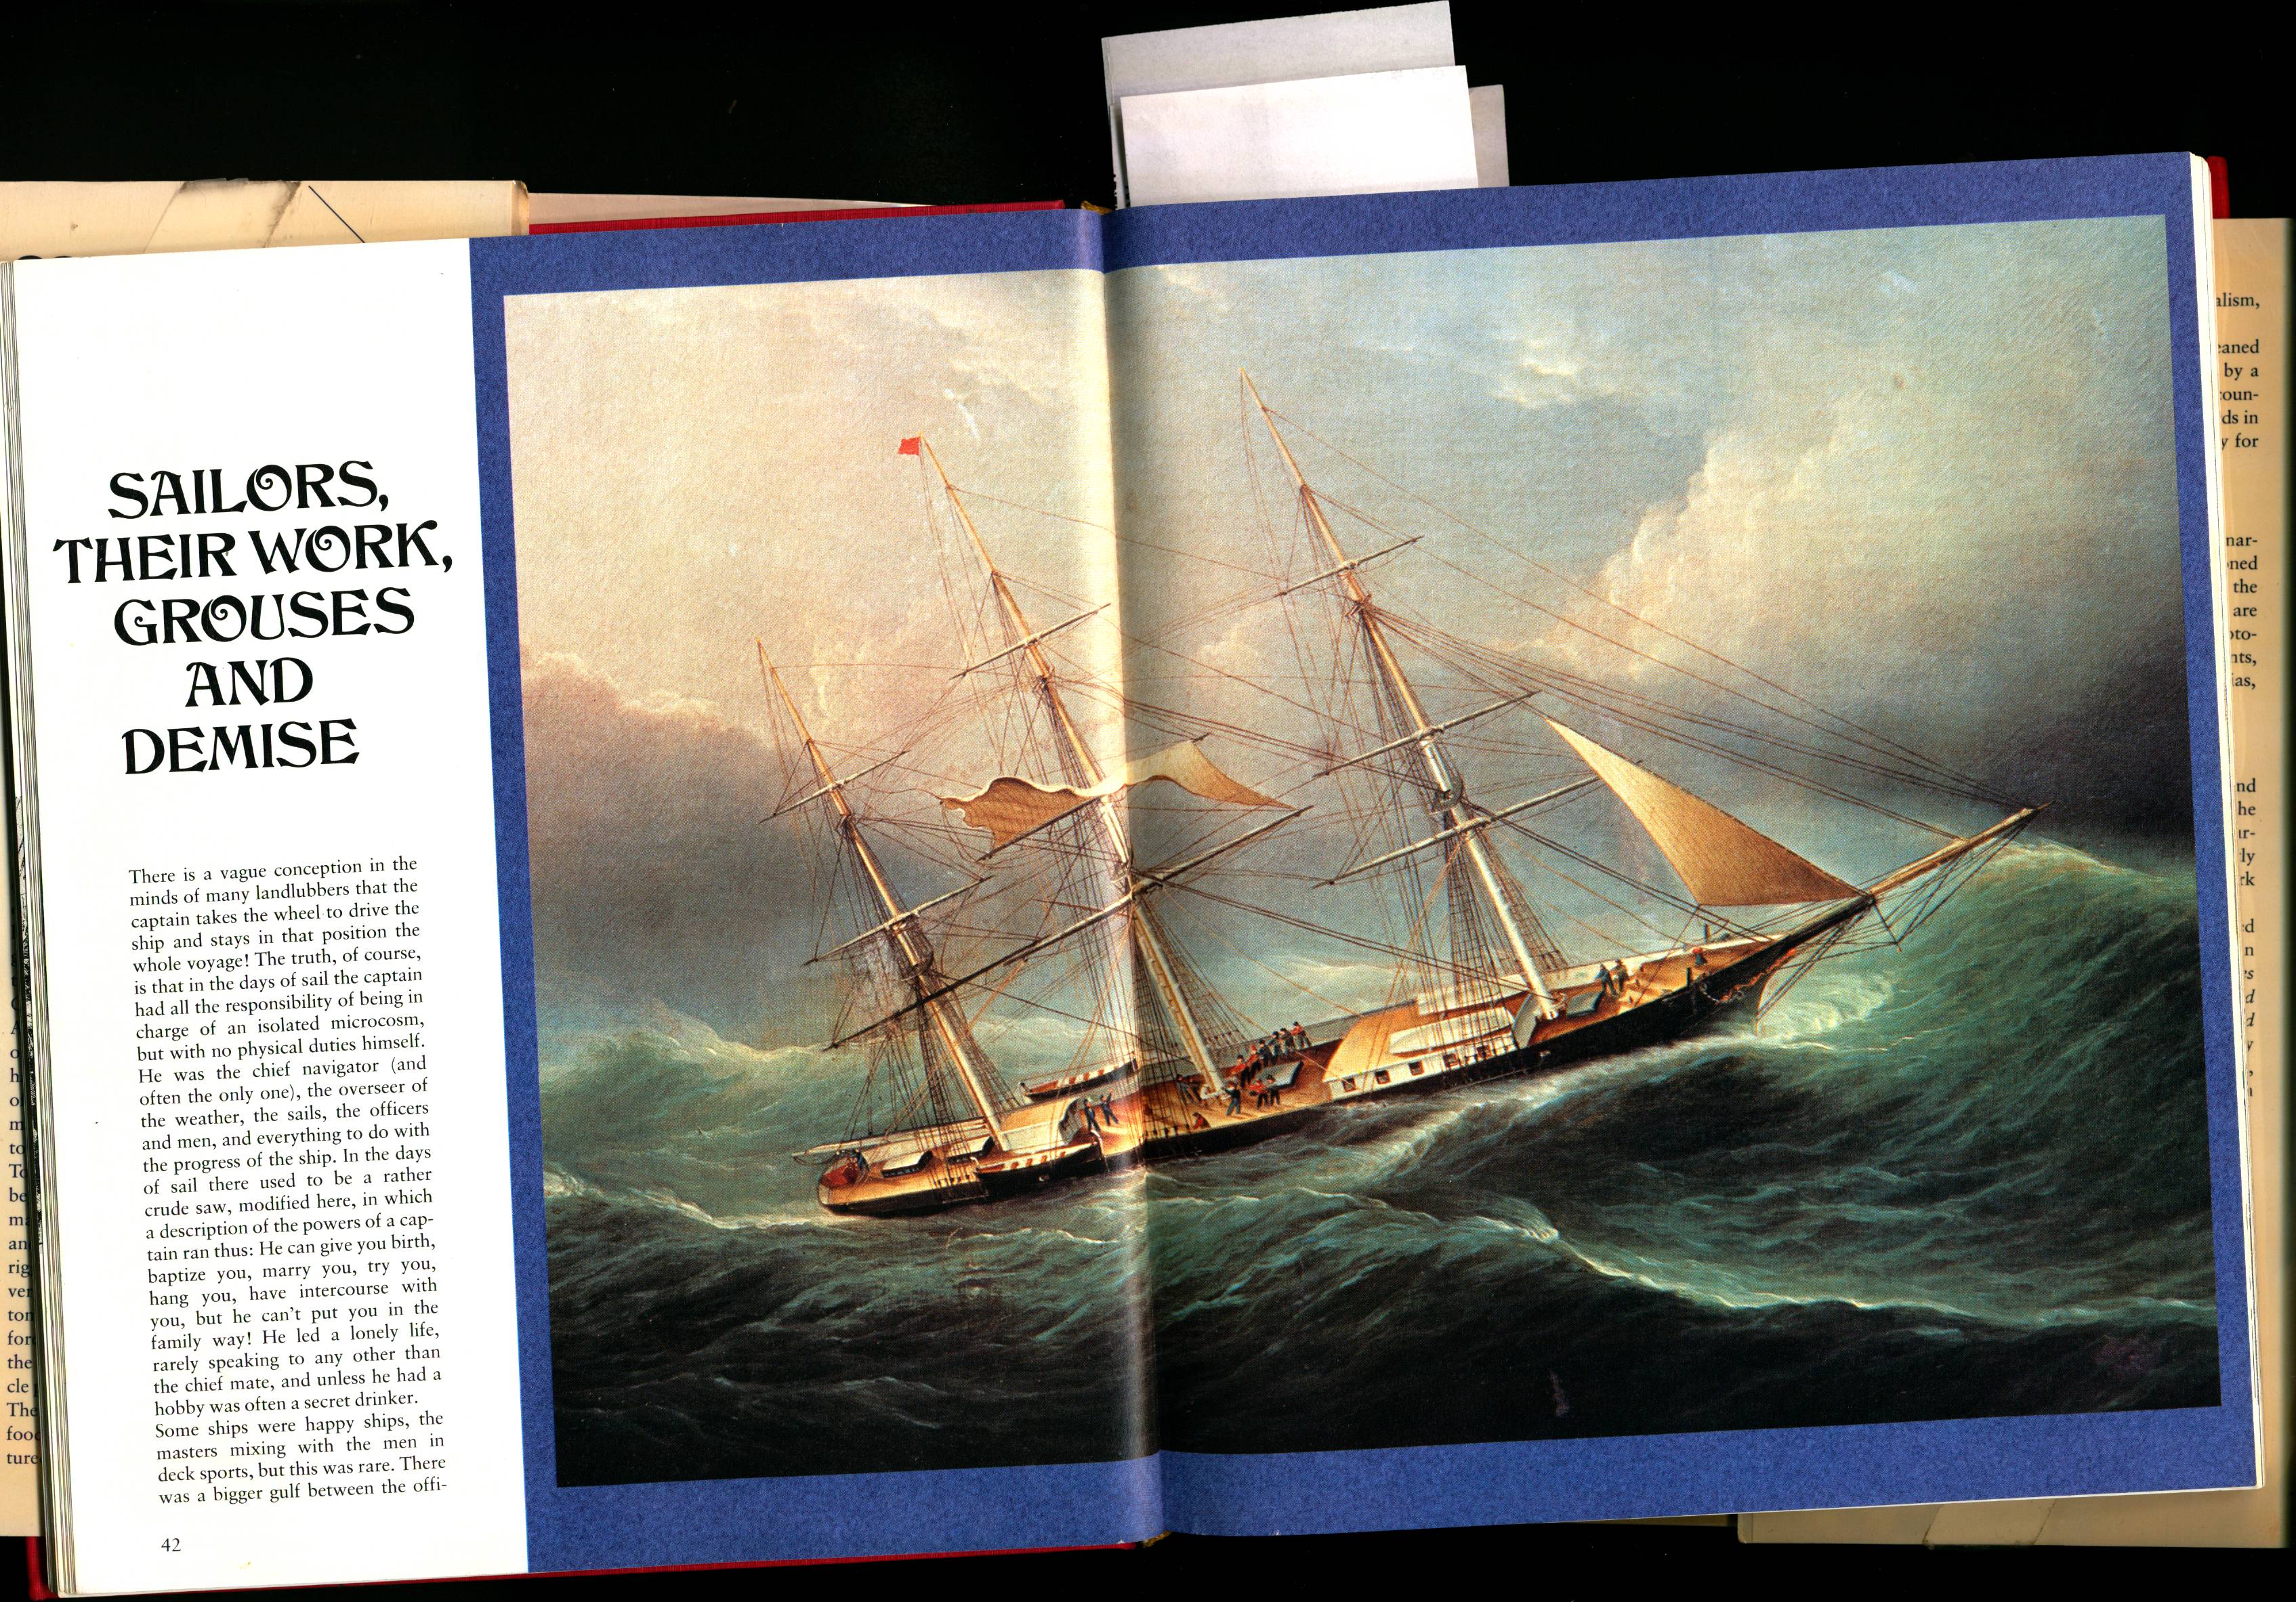 SAILORS,
THEIR WORK,
GROUSES
AND
DEMISE
There is a vague conception in the
minds of many landlubbers that the
captain takes the wheel to drive the
ship and stays in that position the
whole voyage! The truth, of course,
is that in the days of sail the captain
had all the responsibility of being in
charge of an isolated microcosm,
but with no physical duties himself.
He was the chief navigator (and
often the only one), the overseer of
the weather, the sails, the officers
and men, and everything to do with
the progress of the ship. In the days
of sail there used to be a rather
crude saw, modified here, in which
a description of the powers of a cap-
tain ran thus: He can give you birth,
baptize you, marry you, try you,
hang you, have intercourse with
you, but he can't put you in the
family way! He led a lonely life,
rarely speaking to any other than
the chief mate, and unless he had a
hobby was often a secret drinker.
Some ships were happy ships, the
masters mixing with the men in
deck sports, but this was rare. There
was a bigger gulf between the offi-
42
alism,
by a
ds in
for
the
are